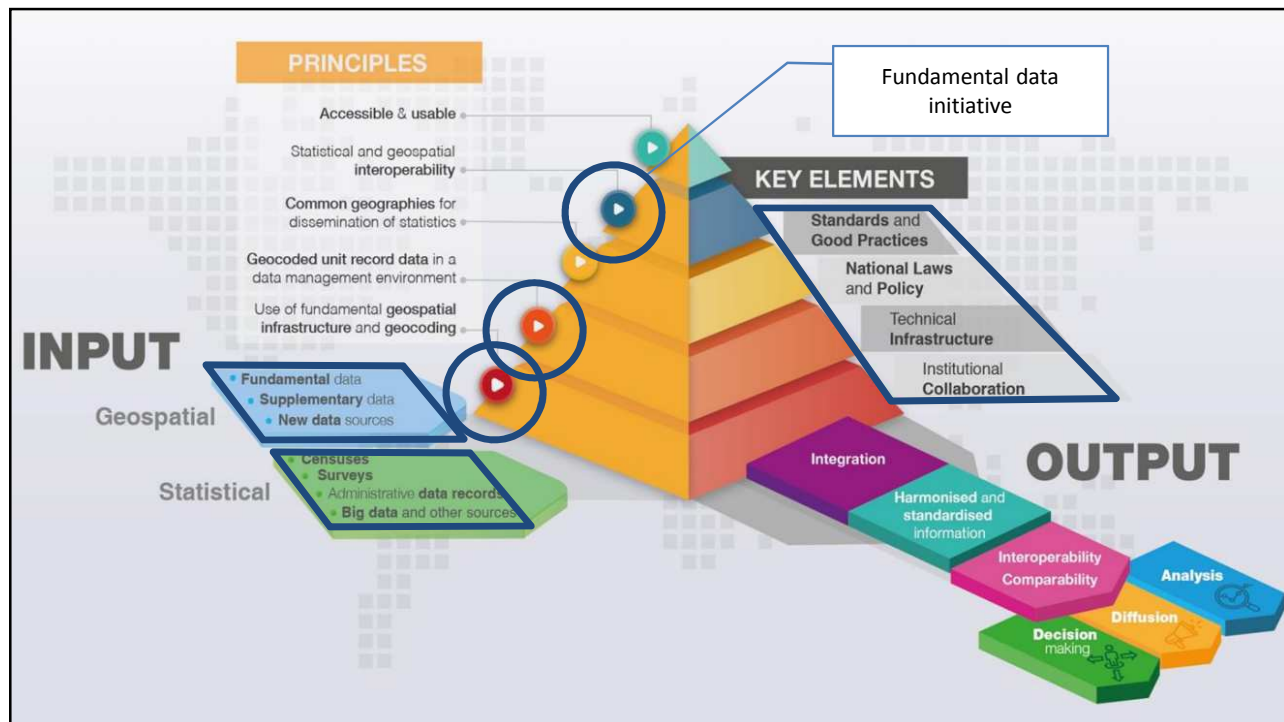 PRINCIPLES
Fundamental data
initiative
Accessible & usable
Statistical and geospatial
interoperability
Common geographies for
dissemination of statistics
Geocoded unit record data in a
data management environment
Use of fundamental geospatial
infrastructure and geocoding
KEY ELEMENTS
Standards and
Good Practices
National Laws
and Policy
Technical
Infrastructure
Institutional
Collaboration
INPUT
Geospatial
• Fundamental data
• Supplementary data
• New data sources
Statistical
• Censuses
• Surveys
• Administrative data records
• Big data and other sources
OUTPUT
Integration
Harmonised and
standardised
information
Interoperability
Comparability
Analysis
Diffusion
Decision
making